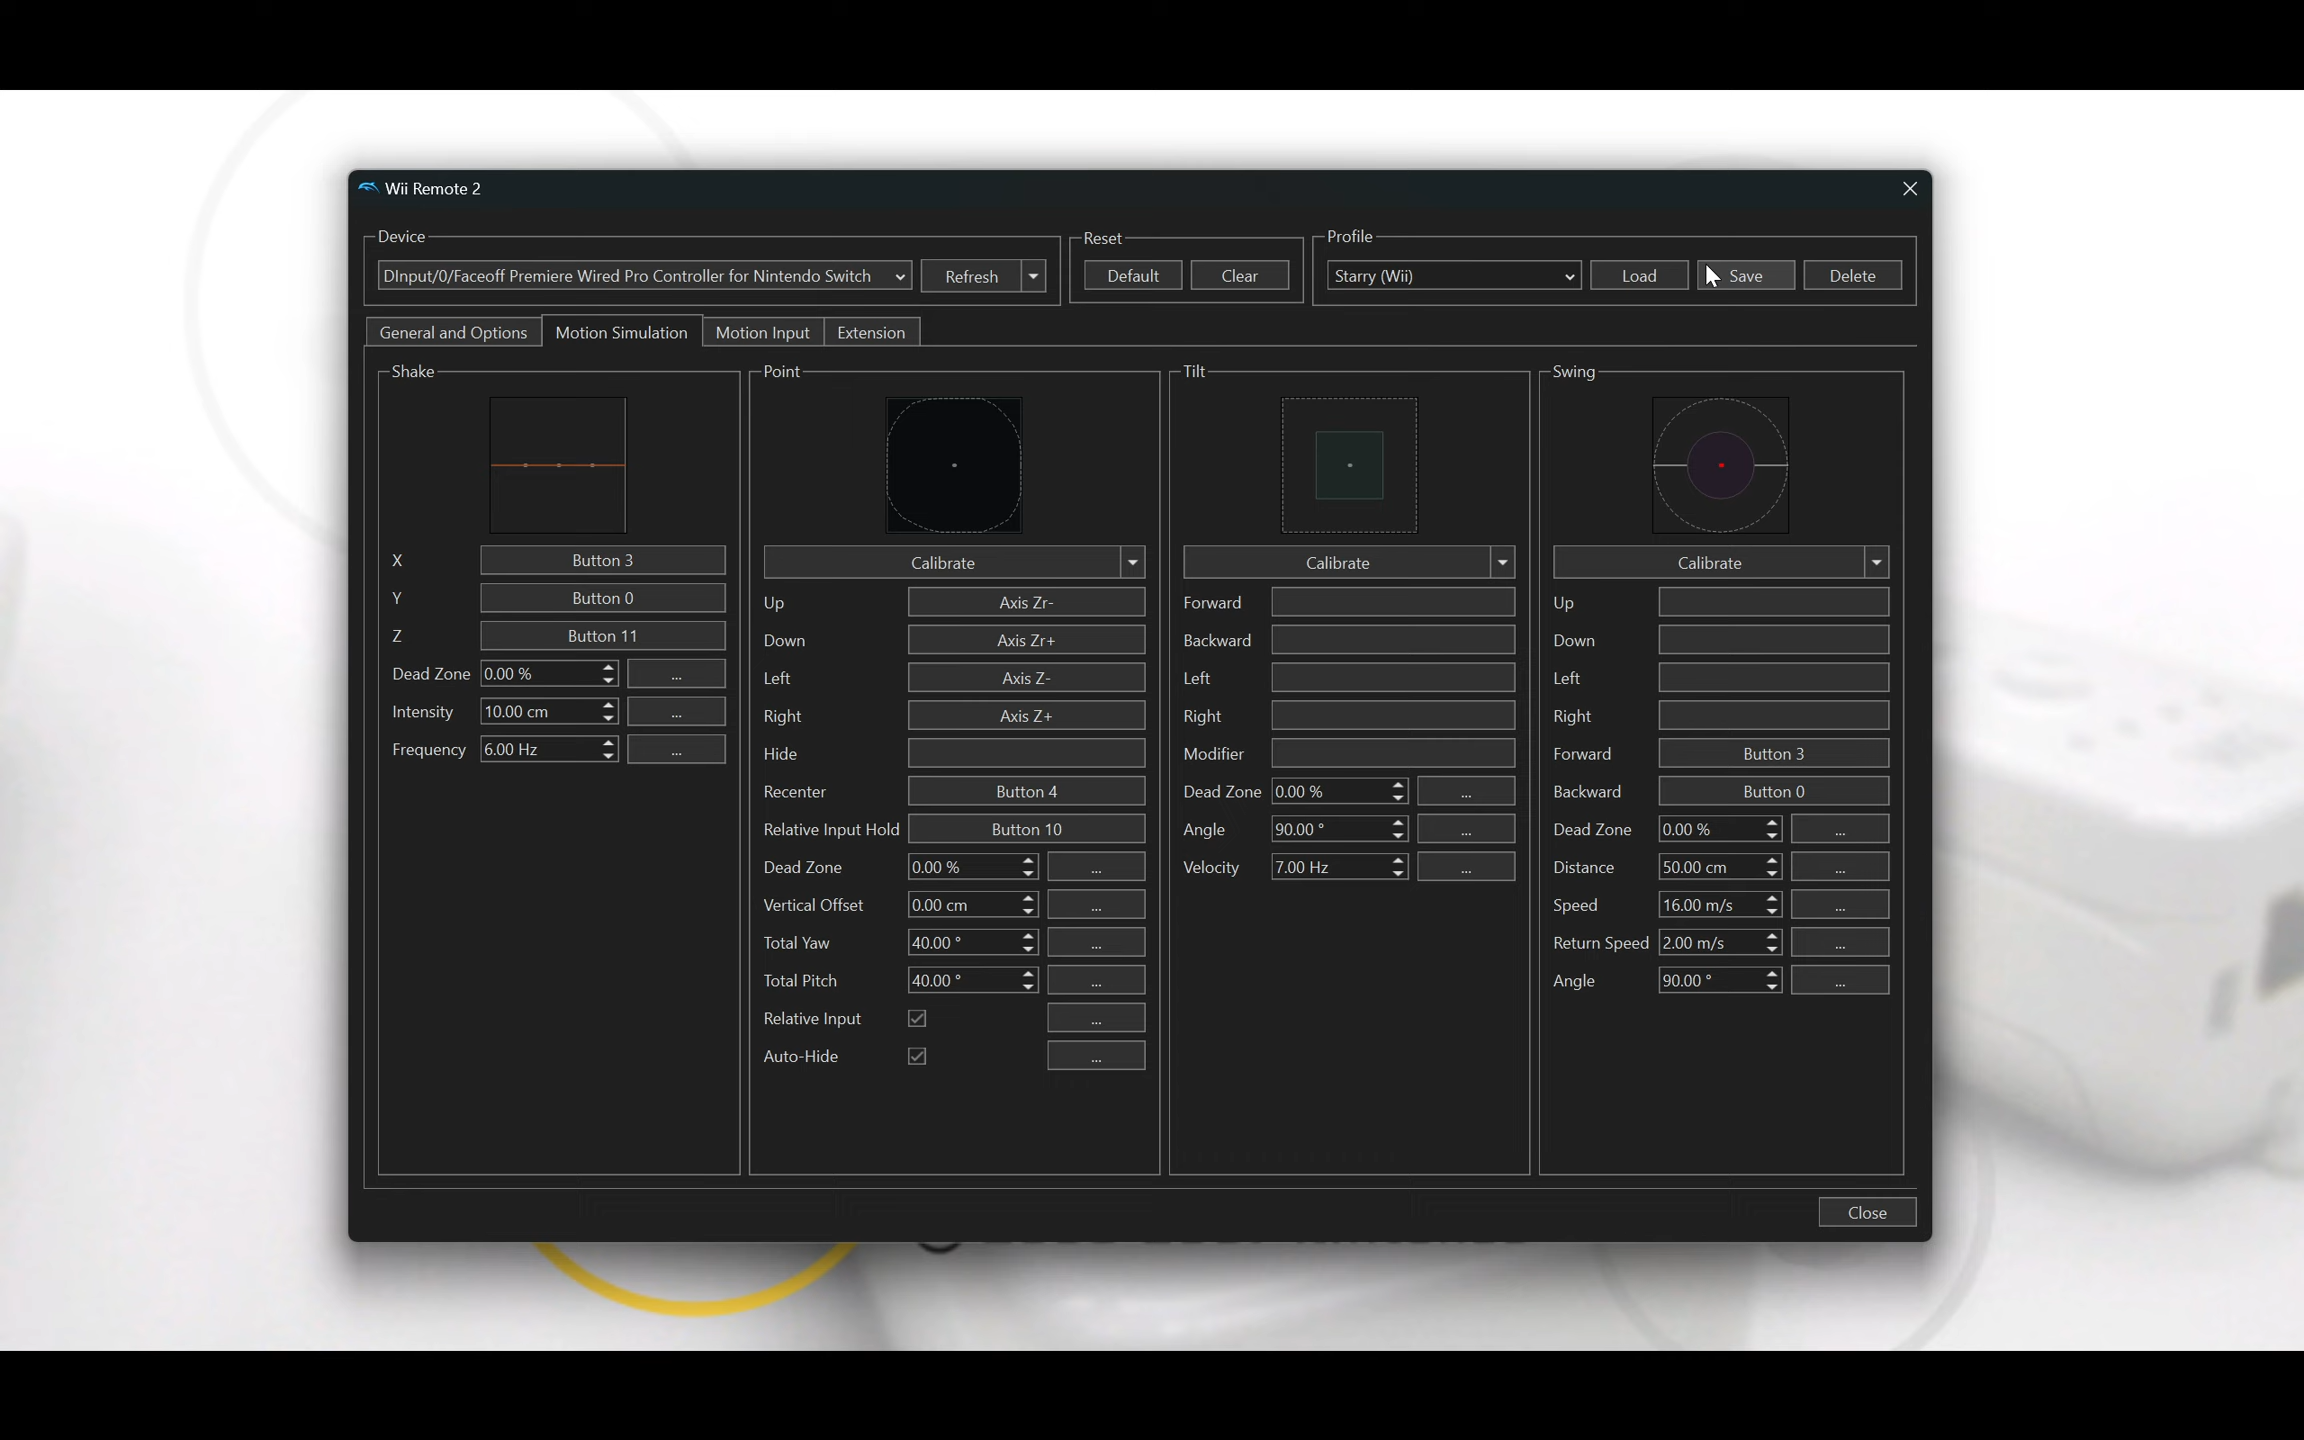 Wii Remote 2
Device
DInput/0/Faceoff Premiere Wired Pro Controller for Nintendo Switch
Refresh
Reset
Default
Clear
Profile
Starry (Wii)
Load
Save
Delete
General and Options
Motion Simulation
Motion Input
Extension
Shake
X
Button 3
Y
Button 0
Z
Button 11
Dead Zone
0.00 %
...
Intensity
10.00 cm
...
Frequency
6.00 Hz
...
Point
Calibrate
Up
Axis Zr-
Down
Axis Zr+
Left
Axis Z-
Right
Axis Z+
Hide
Recenter
Button 4
Relative Input Hold
Button 10
Dead Zone
0.00 %
...
Vertical Offset
0.00 cm
...
Total Yaw
40.00 °
...
Total Pitch
40.00 °
...
Relative Input
...
Auto-Hide
...
Tilt
Calibrate
Forward
Backward
Left
Right
Modifier
Dead Zone
0.00 %
...
Angle
90.00 °
...
Velocity
7.00 Hz
...
Swing
Calibrate
Up
Down
Left
Right
Forward
Button 3
Backward
Button 0
Dead Zone
0.00 %
...
Distance
50.00 cm
...
Speed
16.00 m/s
...
Return Speed
2.00 m/s
...
Angle
90.00 °
...
Close